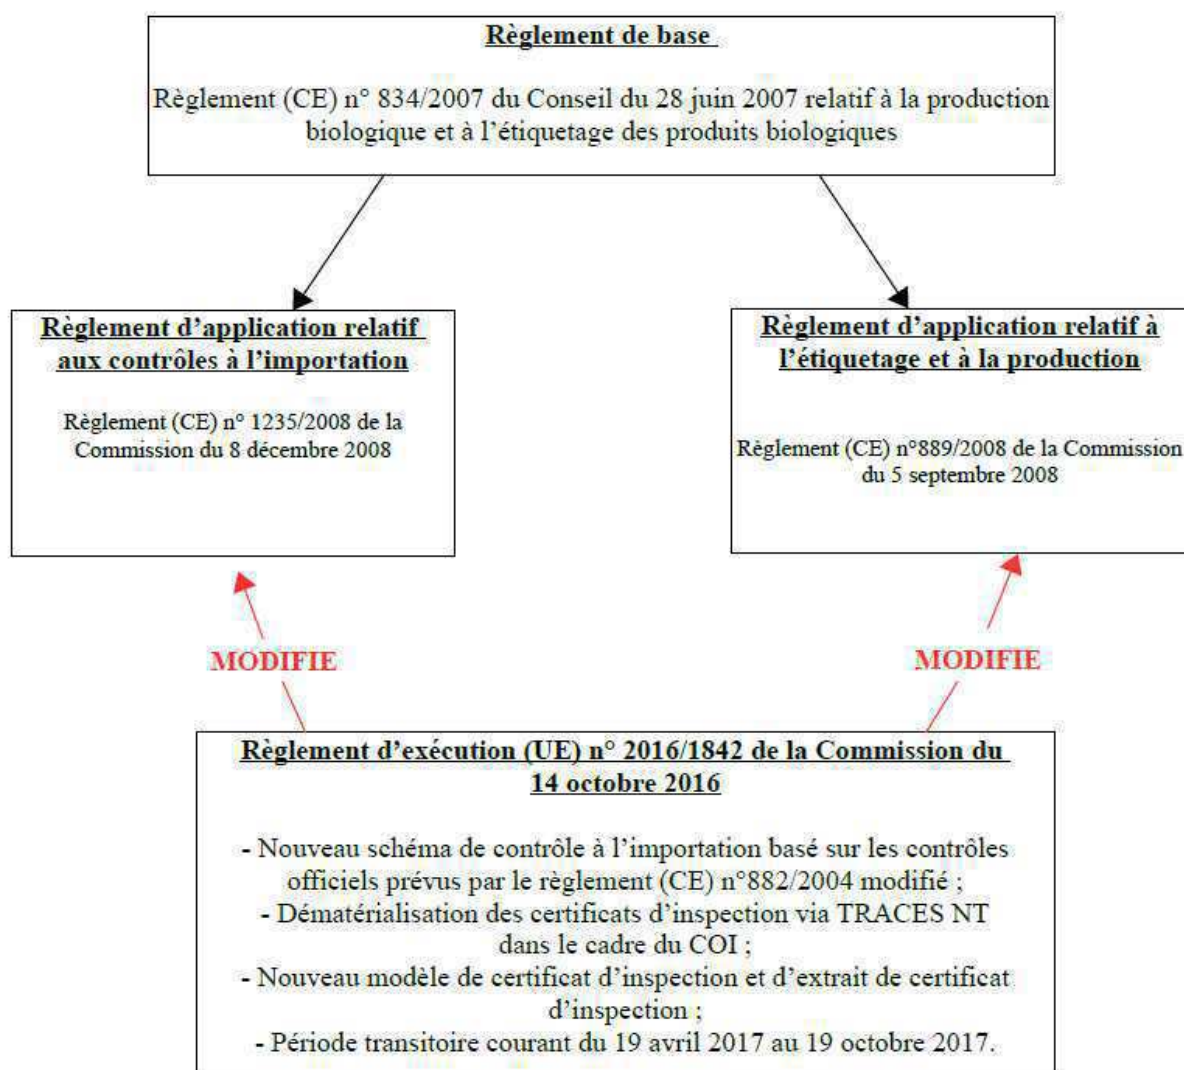 Règlement de base
Règlement (CE) n° 834/2007 du Conseil du 28 juin 2007 relatif à la production
biologique et à l’étiquetage des produits biologiques
Règlement d’application relatif
aux contrôles à l’importation
Règlement (CE) n° 1235/2008 de la
Commission du 8 décembre 2008
Règlement d’application relatif à
l’étiquetage et à la production
Règlement (CE) n°889/2008 de la Commission
du 5 septembre 2008
MODIFIE
MODIFIE
Règlement d’exécution (UE) n° 2016/1842 de la Commission du
14 octobre 2016
- Nouveau schéma de contrôle à l’importation basé sur les contrôles
officiels prévus par le règlement (CE) n°882/2004 modifié ;
- Dématérialisation des certificats d’inspection via TRACES NT
dans le cadre du COI ;
- Nouveau modèle de certificat d’inspection et d’extrait de certificat
d’inspection ;
- Période transitoire courant du 19 avril 2017 au 19 octobre 2017.